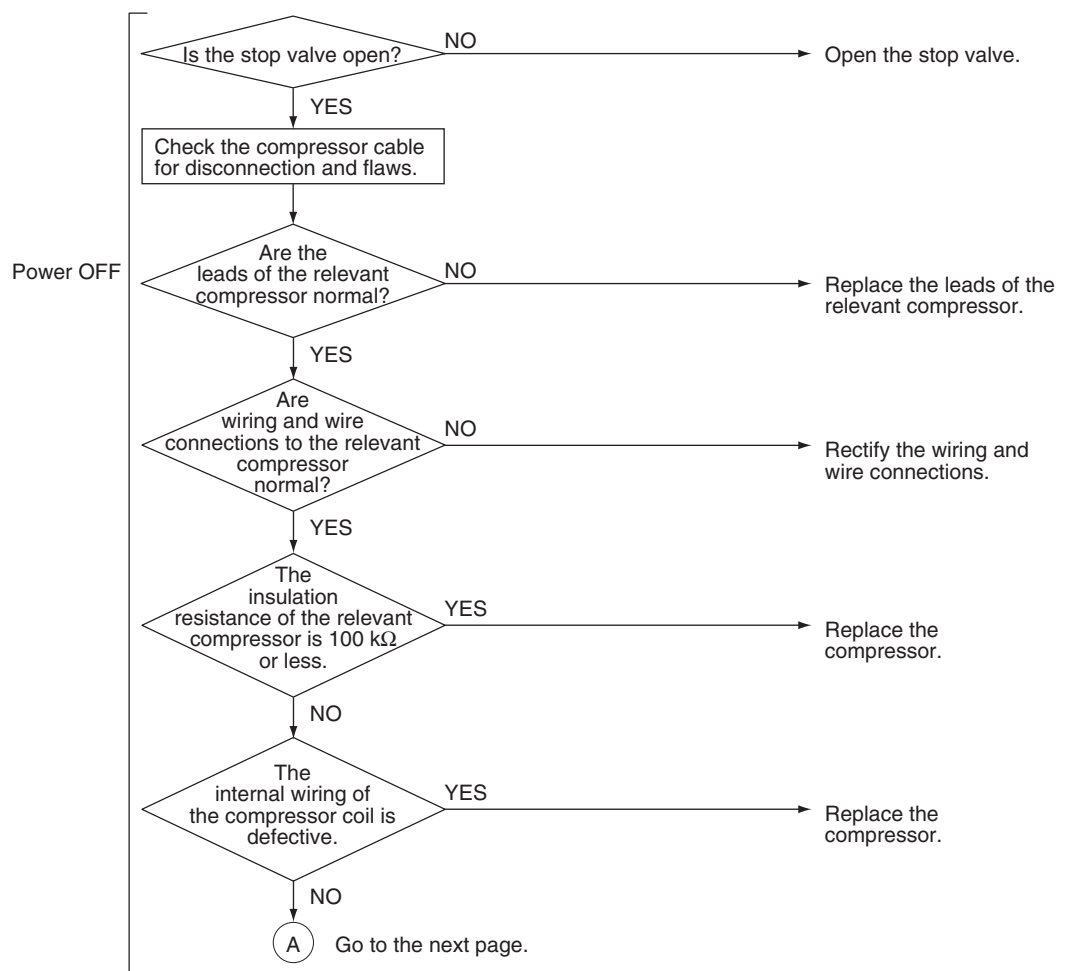 Is the stop valve open?
NO
Open the stop valve.
YES
Check the compressor cable
for disconnection and flaws.
Power OFF
Are the
leads of the relevant
compressor normal?
NO
Replace the leads of the
relevant compressor.
YES
Are
wiring and wire
connections to the relevant
compressor
normal?
NO
Rectify the wiring and
wire connections.
YES
The
insulation
resistance of the relevant
compressor is 100 kΩ
or less.
YES
Replace the
compressor.
NO
The
internal wiring of
the compressor coil is
defective.
YES
Replace the
compressor.
NO
A Go to the next page.